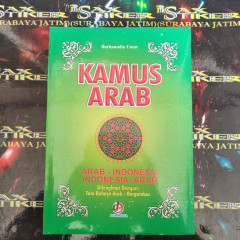 STIKER
SURABAYA JATIM
Burhanudin Umar
KAMUS
ARAB
ARAB - INDONESIA
INDONESIA - ARAB
Dilengkapi Dengan:
Tata Bahasa Arab - Bergambar